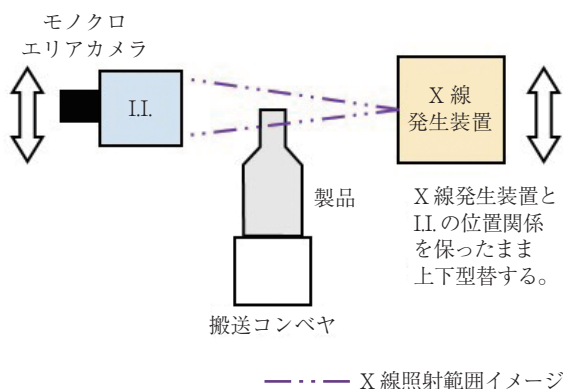 モノクロ
エリアカメラ
I.I.
X 線
発生装置
製品
X 線発生装置と
I.I. の位置関係
を保ったまま
上下型替する。
搬送コンベヤ
X 線照射範囲イメージ